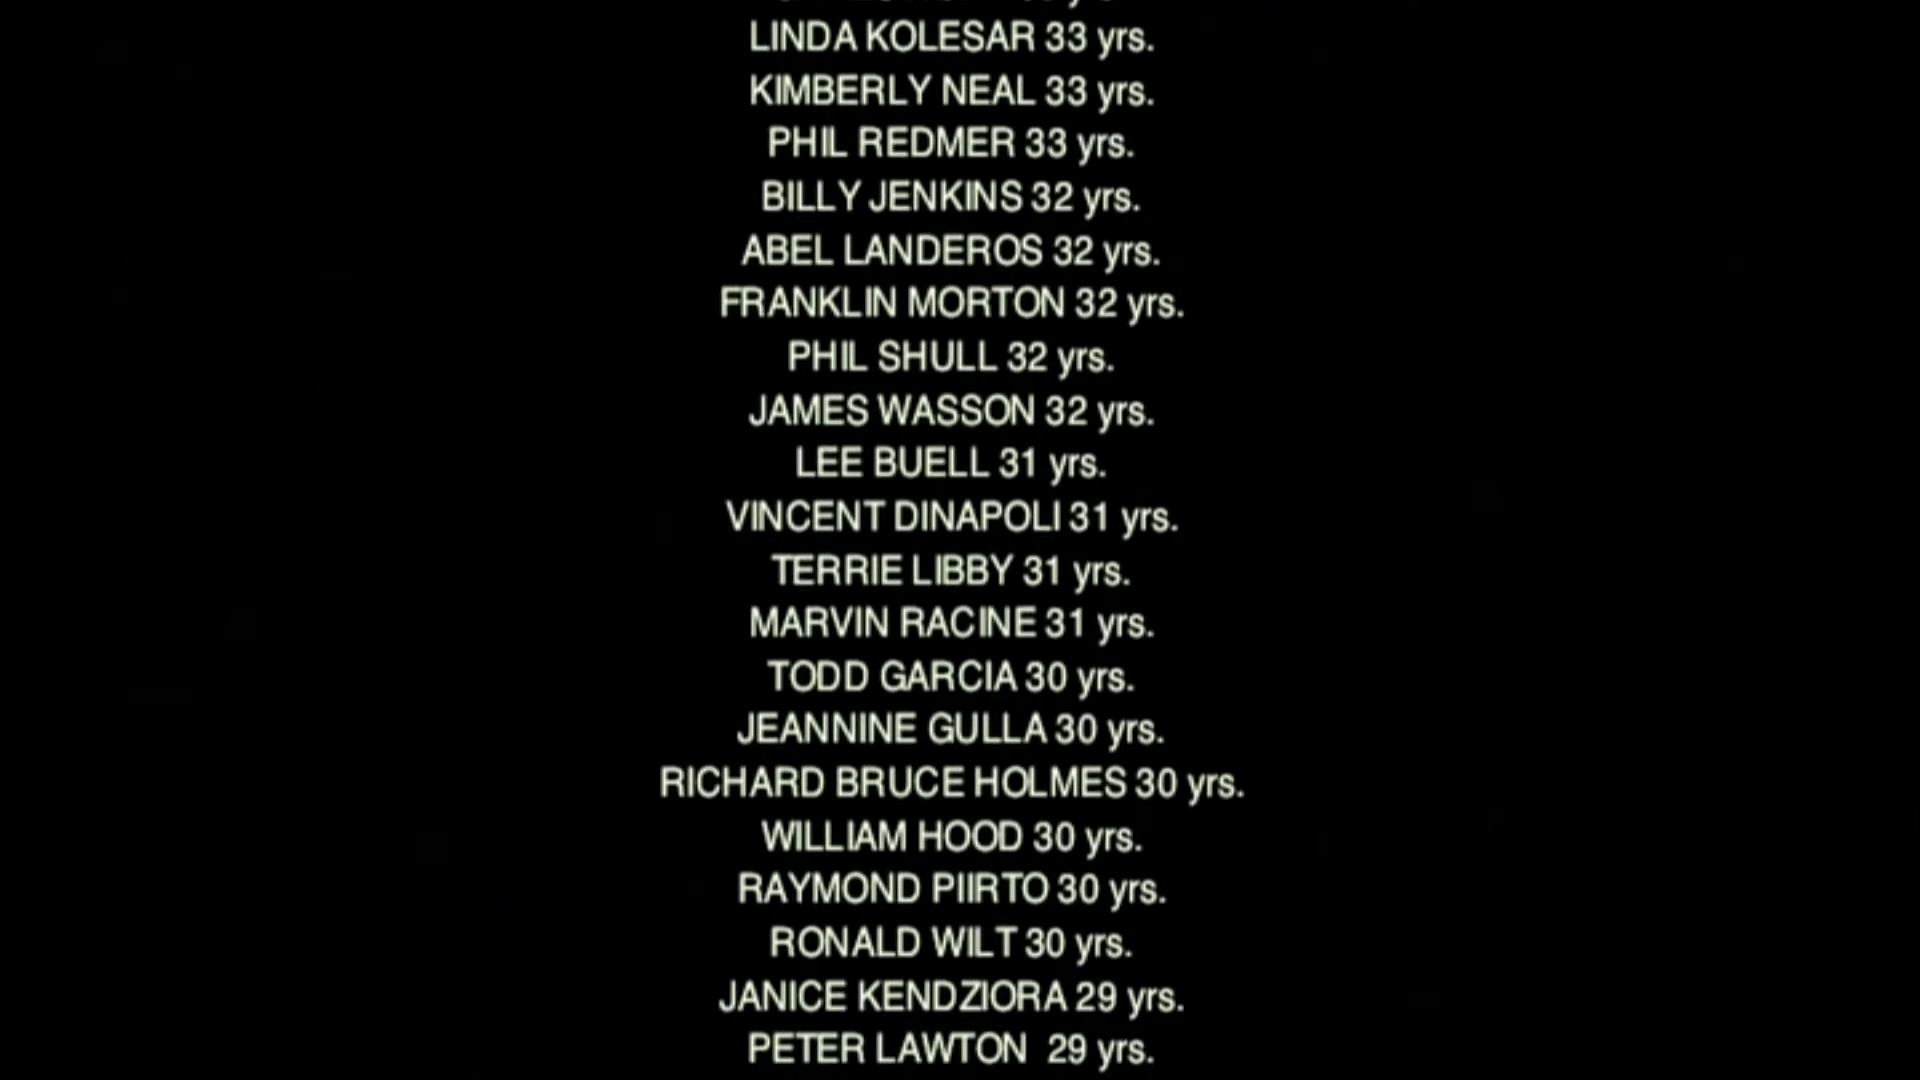 LINDA KOLESAR 33 yrs.
KIMBERLY NEAL 33 yrs.
PHIL REDMER 33 yrs.
BILLY JENKINS 32 yrs.
ABEL LANDEROS 32 yrs.
FRANKLIN MORTON 32 yrs.
PHIL SHULL 32 yrs.
JAMES WASSON 32 yrs.
LEE BUELL 31 yrs.
VINCENT DINAPOLI 31 yrs.
TERRIE LIBBY 31 yrs.
MARVIN RACINE 31 yrs.
TODD GARCIA 30 yrs.
JEANNINE GULLA 30 yrs.
RICHARD BRUCE HOLMES 30 yrs.
WILLIAM HOOD 30 yrs.
RAYMOND PIIRTO 30 yrs.
RONALD WILT 30 yrs.
JANICE KENDZIORA 29 yrs.
PETER LAWTON  29 yrs.